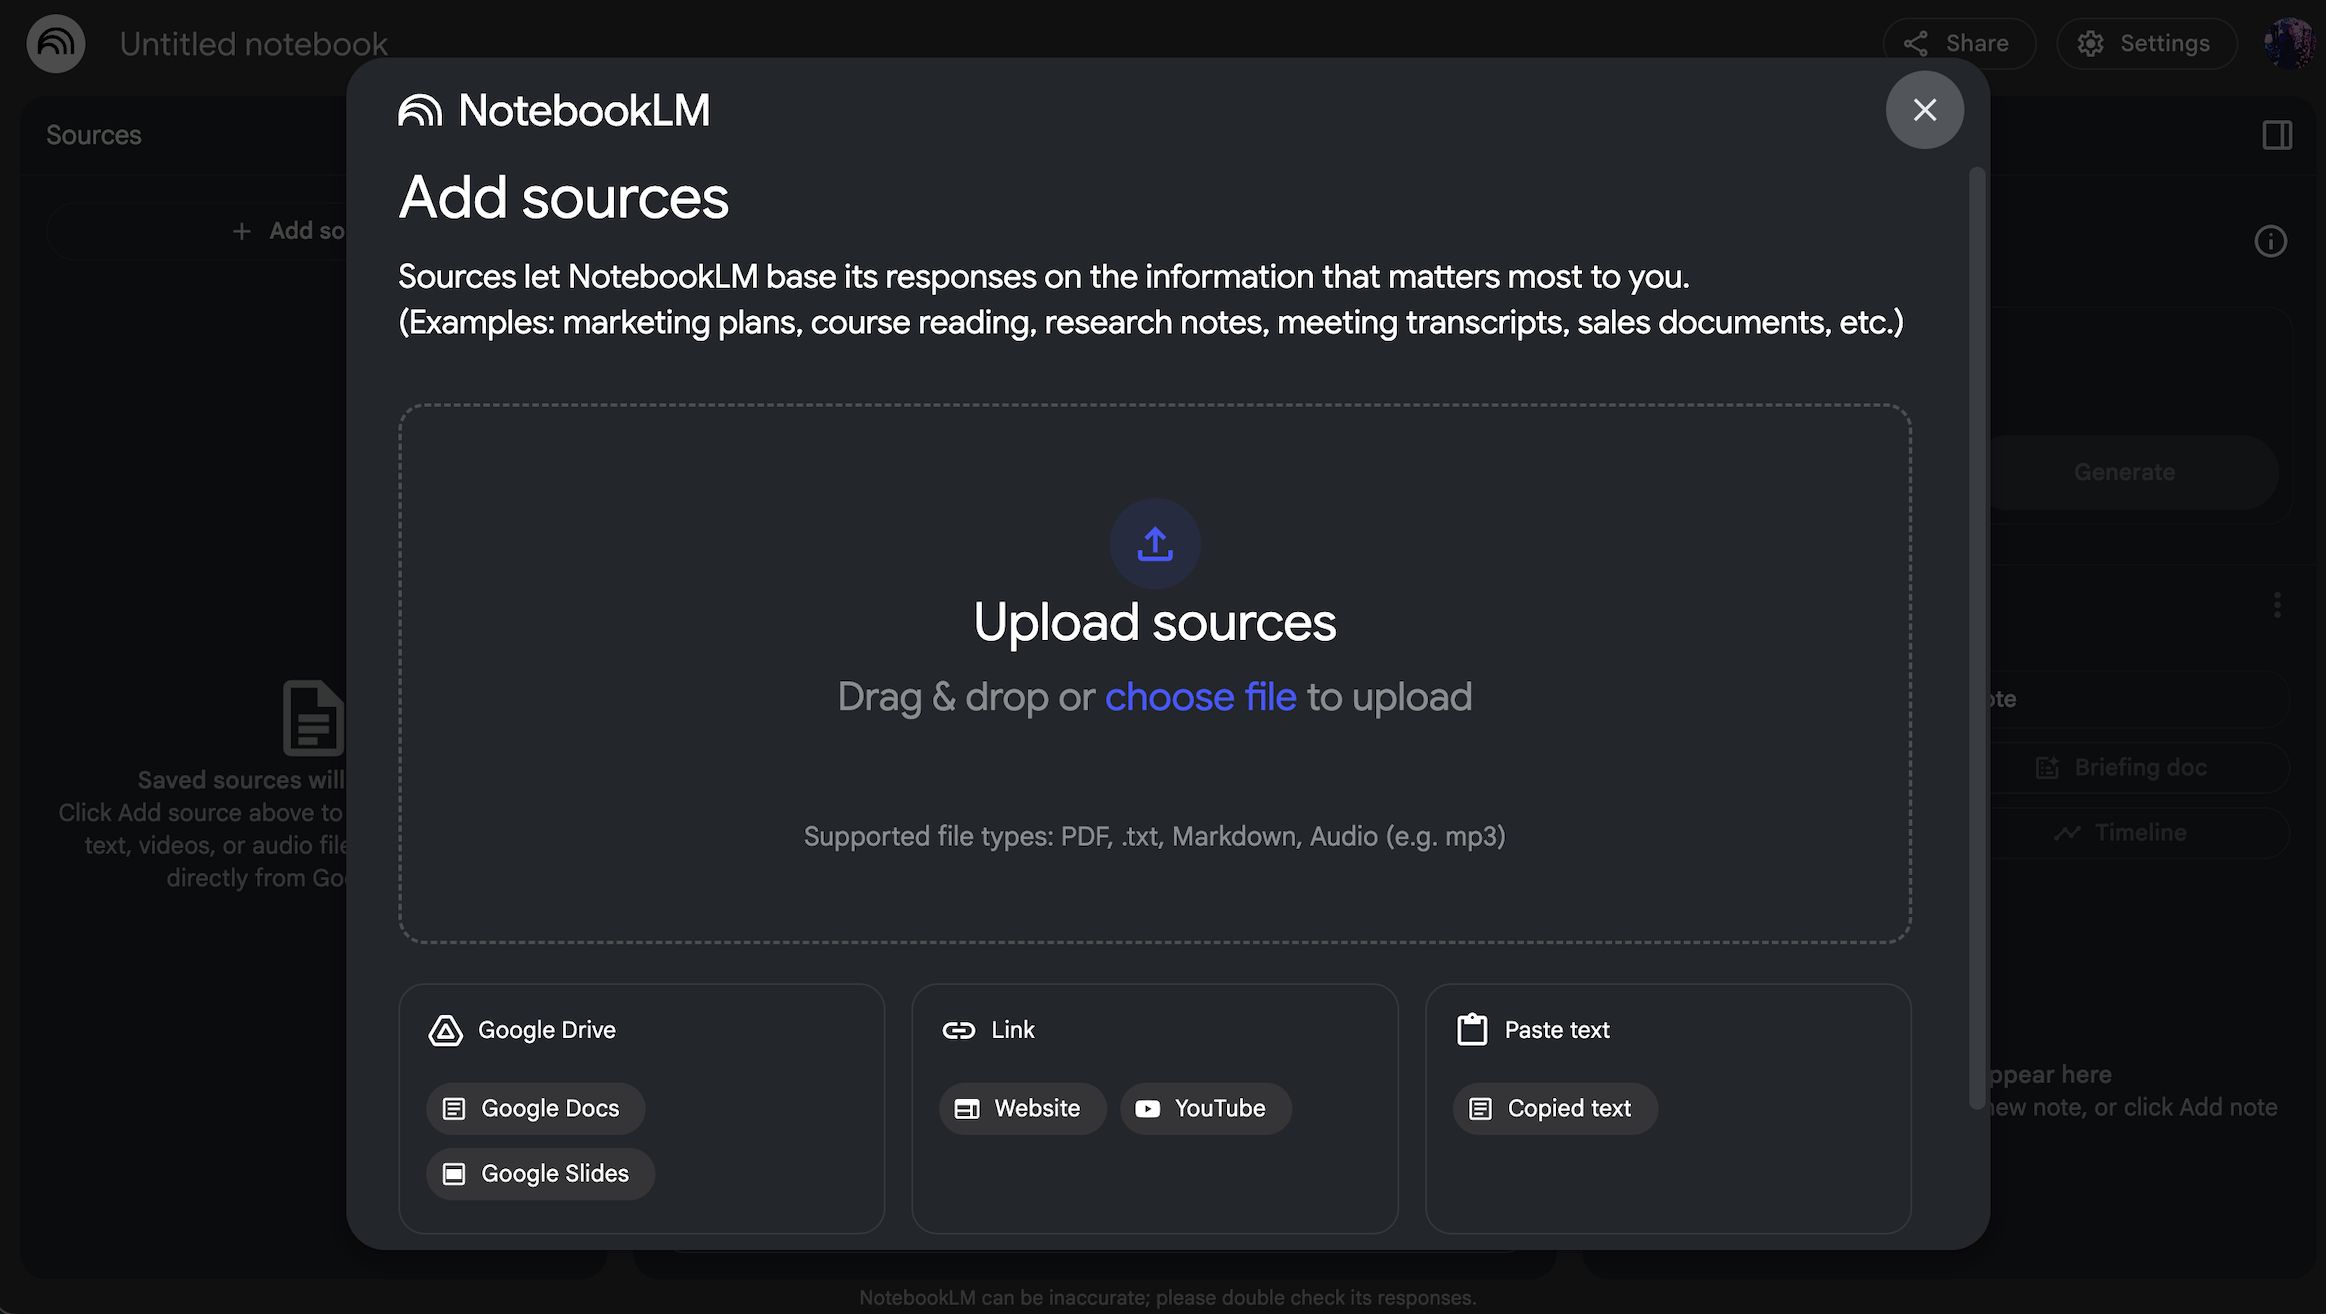 Untitled notebook
Share
Settings
NotebookLM
Sources
Add so
Add sources
Sources let NotebookLM base its responses on the information that matters most to you.
(Examples: marketing plans, course reading, research notes, meeting transcripts, sales documents, etc.)
Generate
Upload sources
Drag & drop or choose file to upload
Supported file types: PDF, .txt, Markdown, Audio (e.g. mp3)
Saved sources will
Click Add source above to
text, videos, or audio file
directly from Goo
ote
Briefing doc
Timeline
Google Drive
Google Docs
Google Slides
Link
Website
YouTube
Paste text
Copied text
ppear here
new note, or click Add note
NotebookLM can be inaccurate; please double check its responses.